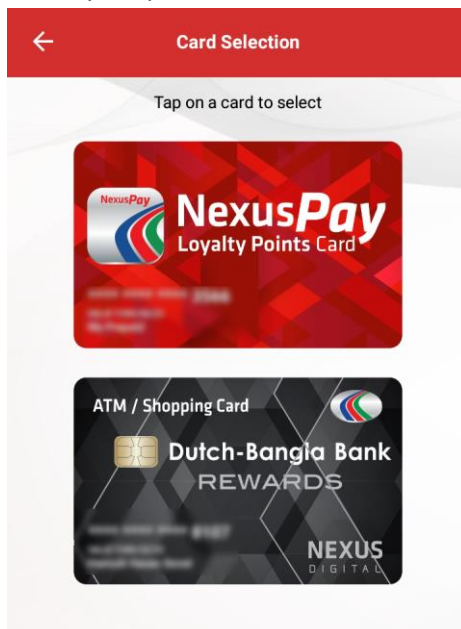 Card Selection
Tap on a card to select
NexusPay
NexusPay
Loyalty Points Card
ATM / Shopping Card
Dutch-Bangla Bank
REWARDS
NEXUS
DIGITAL